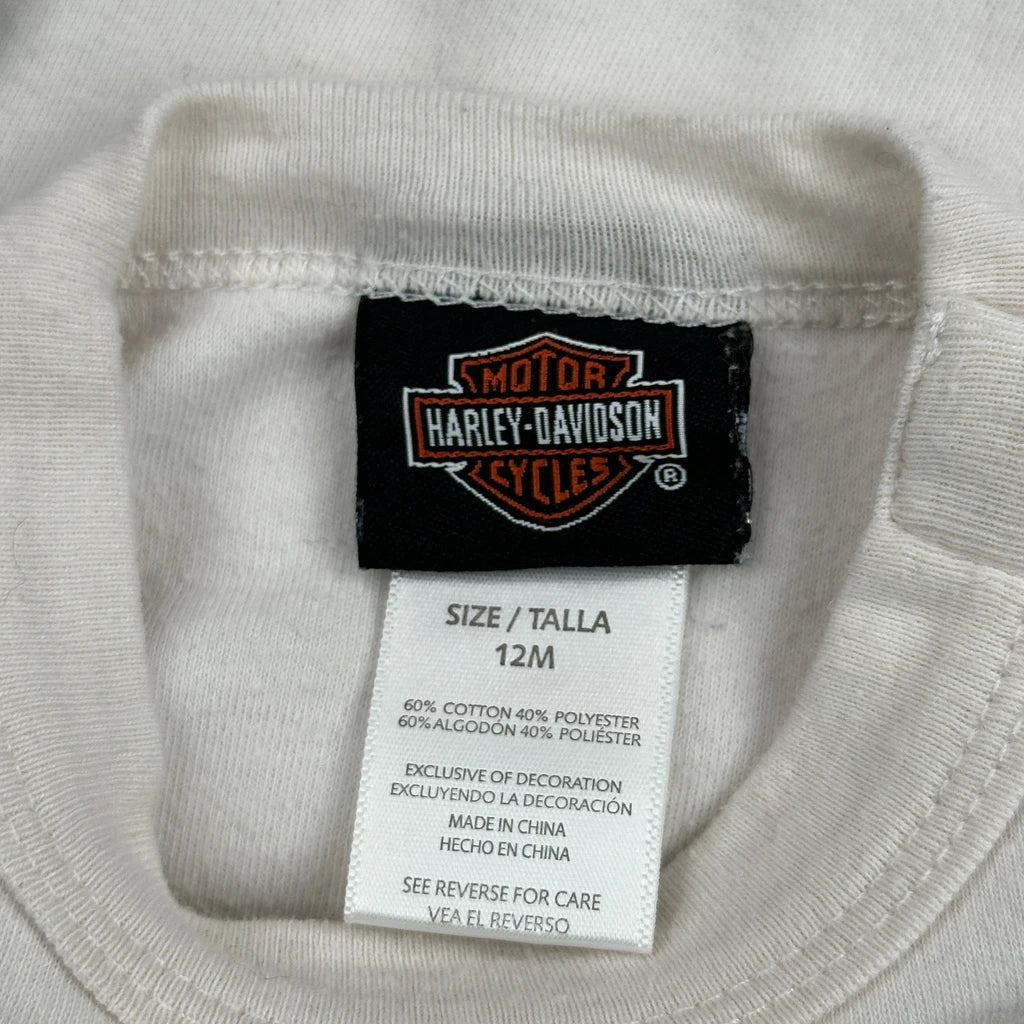 MOTOR
HARLEY-DAVIDSON
CYCLES
®
SIZE / TALLA
12M
60% COTTON 40% POLYESTER
60% ALGODÓN 40% POLIÉSTER
EXCLUSIVE OF DECORATION
EXCLUYENDO LA DECORACIÓN
MADE IN CHINA
HECHO EN CHINA
SEE REVERSE FOR CARE
VEA EL REVERSO